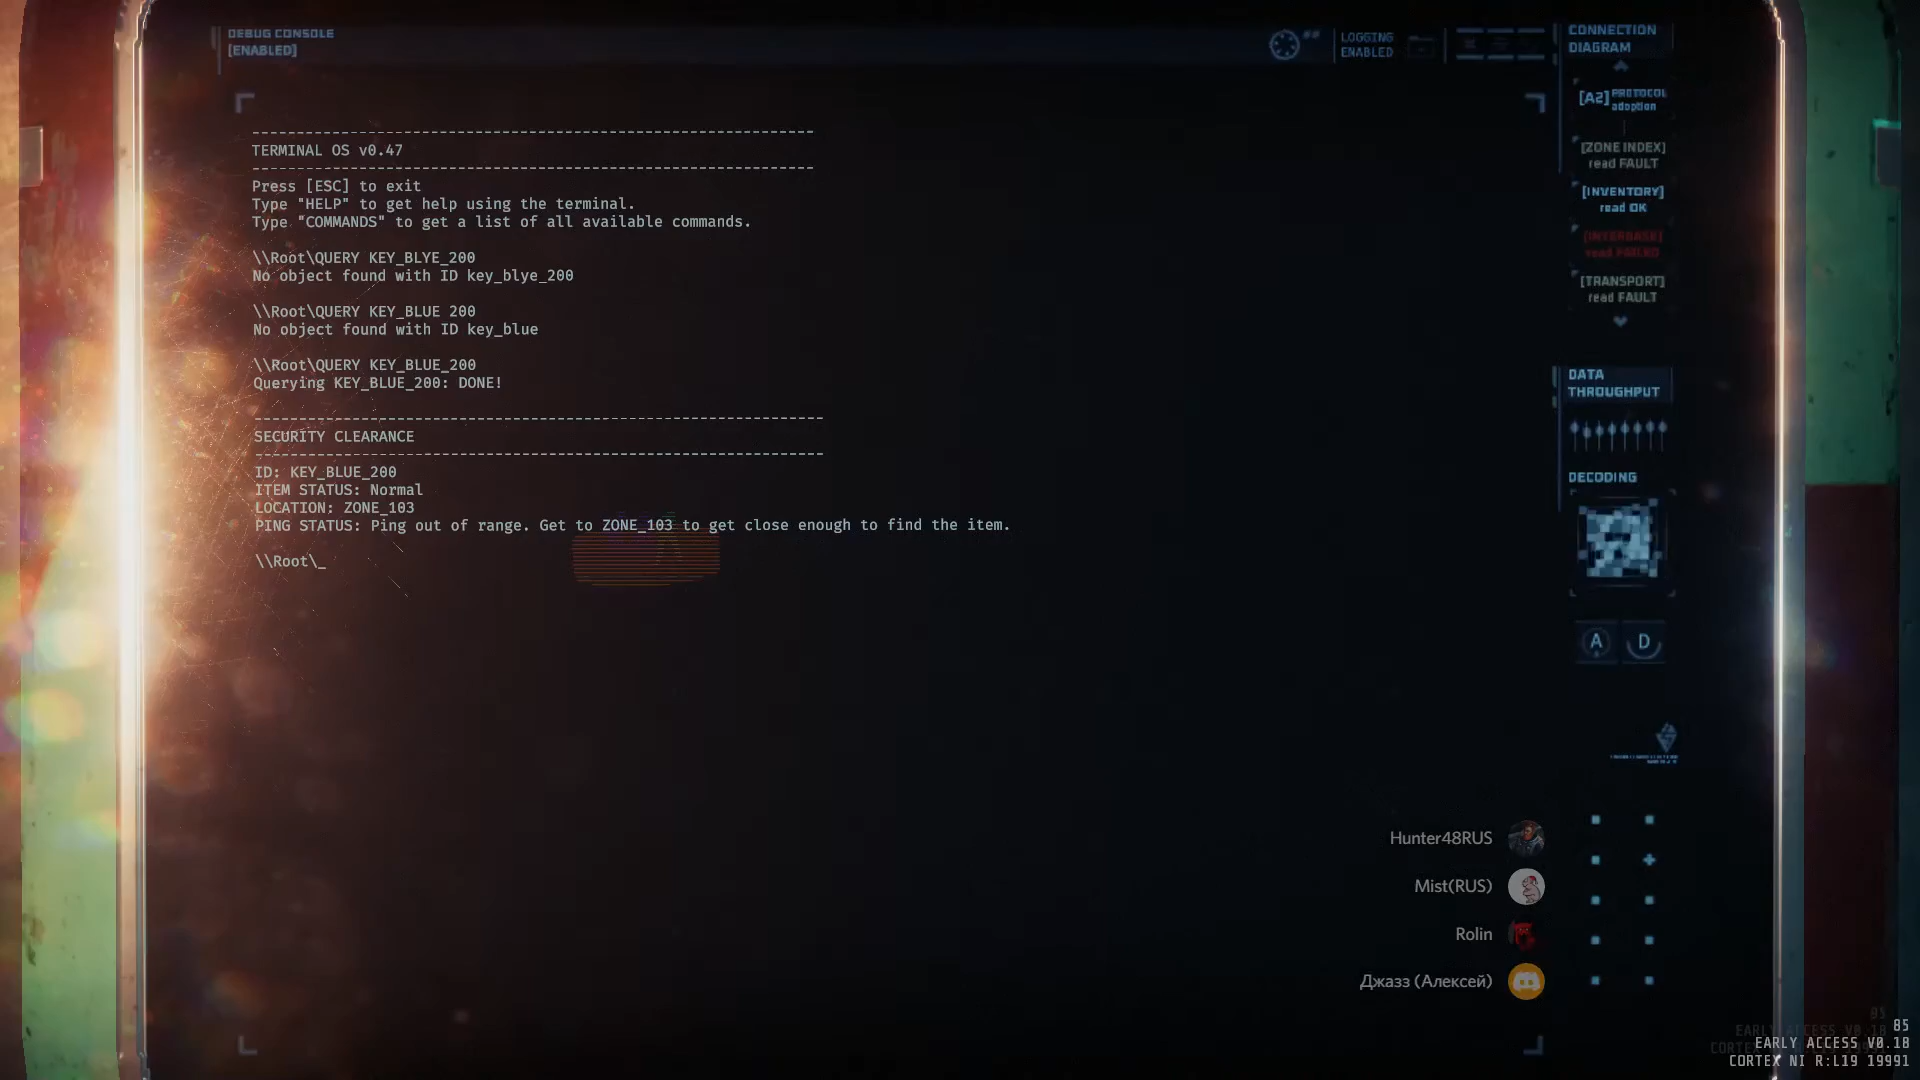 DEBUG CONSOLE
[ENABLED]
LOGGING
ENABLED
CONNECTION
DIAGRAM
[A2] PROTOCOL
adoption
[ZONE INDEX]
read FAULT
[INVENTORY]
read OK
[INTERBASE]
read FAILED
[TRANSPORT]
read FAULT
DATA
THROUGHPUT
DECODING
A D
--------------------------------------------------------------
TERMINAL OS v0.47
--------------------------------------------------------------
Press [ESC] to exit
Type "HELP" to get help using the terminal.
Type "COMMANDS" to get a list of all available commands.
\\Root\QUERY KEY_BLYE_200
No object found with ID key_blye_200
\\Root\QUERY KEY_BLUE 200
No object found with ID key_blue
\\Root\QUERY KEY_BLUE_200
Querying KEY_BLUE_200: DONE!
--------------------------------------------------------------
SECURITY CLEARANCE
--------------------------------------------------------------
ID: KEY_BLUE_200
ITEM STATUS: Normal
LOCATION: ZONE_103
PING STATUS: Ping out of range. Get to ZONE_103 to get close enough to find the item.
\\Root\_
Hunter48RUS
Mist(RUS)
Rolin
Джазз (Алексей)
85
EARLY ACCESS V0.18
CORTEX NI R:L19 19991